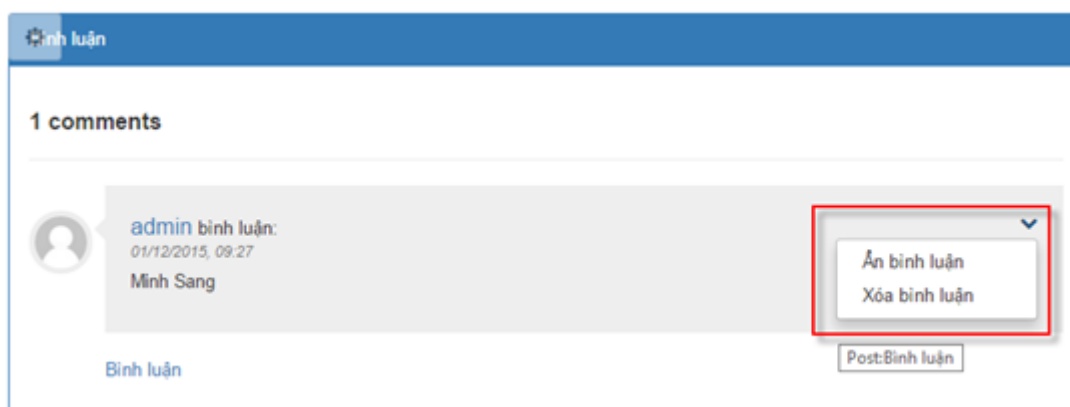 nh luận
1 comments
admin bình luận:
01/12/2015, 09:27
Minh Sang
Ẩn bình luận
Xóa bình luận
Post:Bình luận
Bình luận